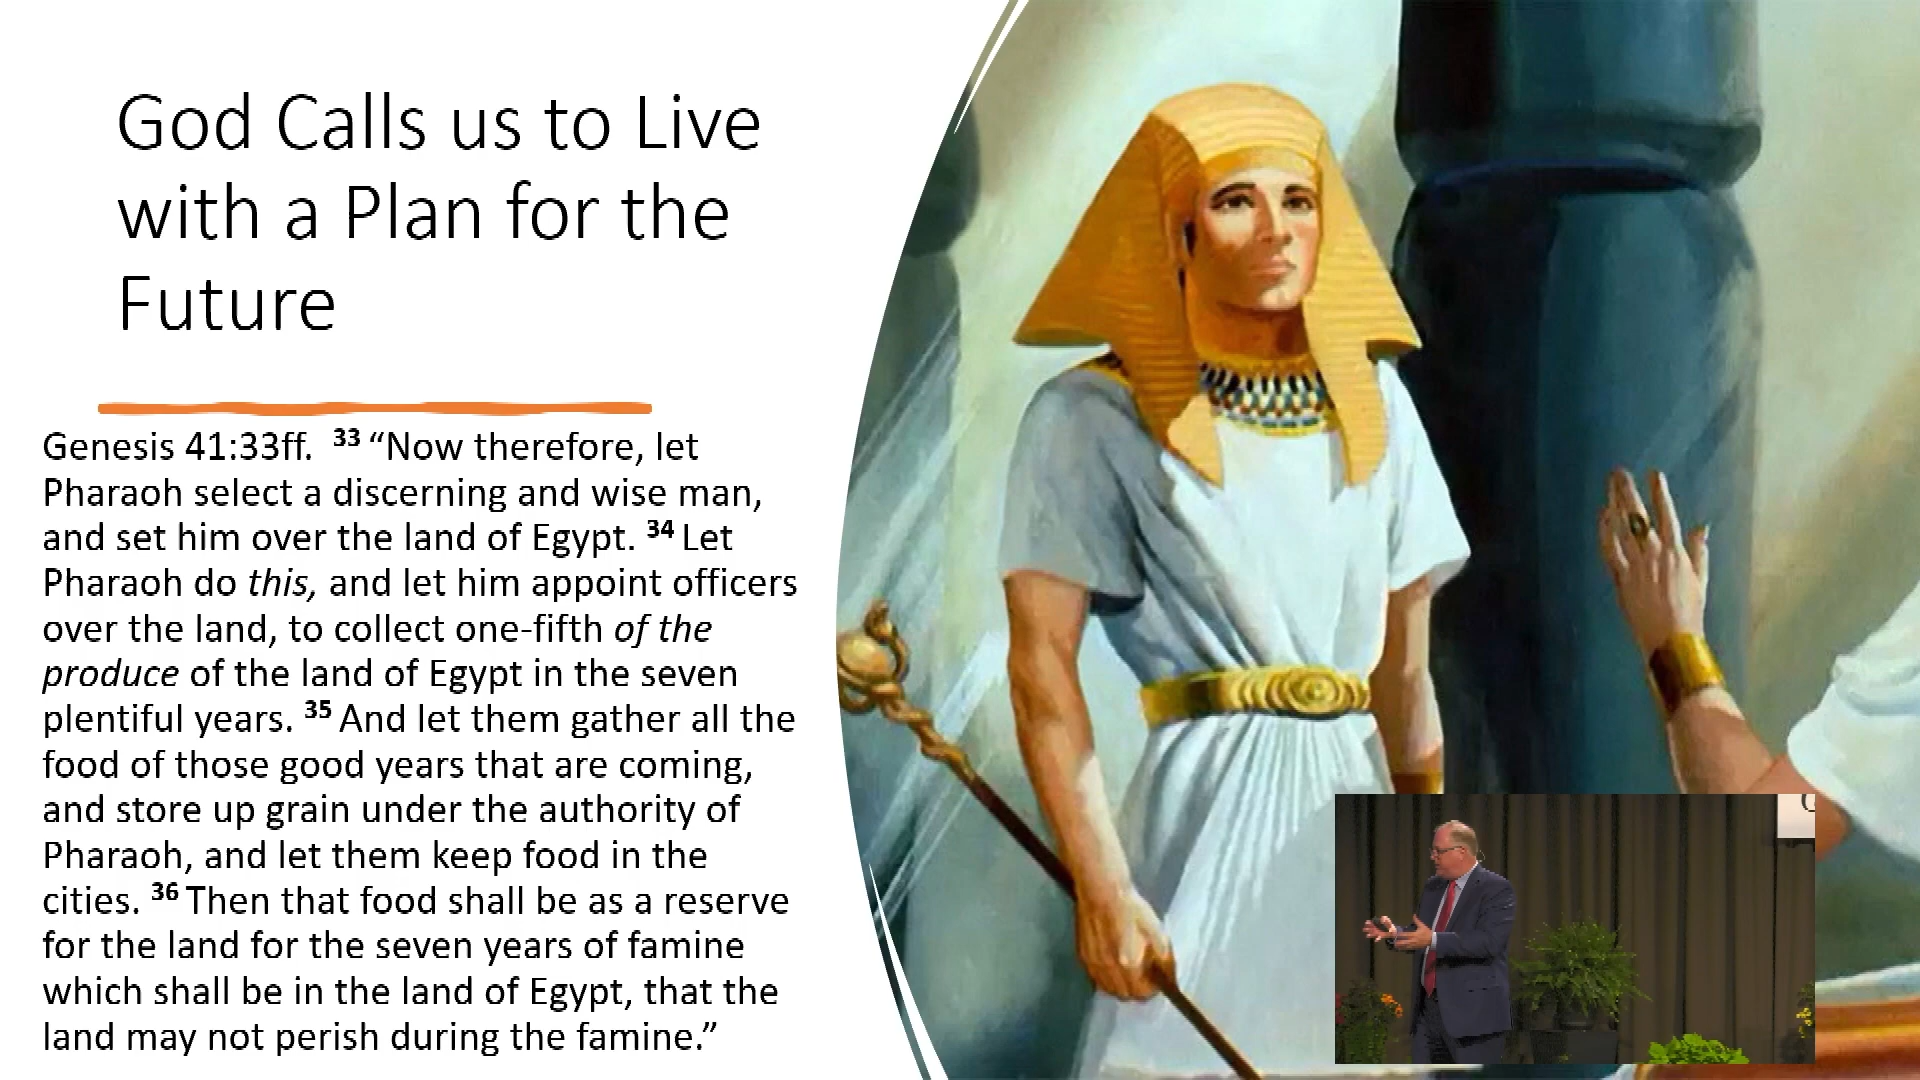 God Calls us to Live
with a Plan for the
Future
Genesis 41:33ff. 33 “Now therefore, let
Pharaoh select a discerning and wise man,
and set him over the land of Egypt. 34 Let
Pharaoh do this, and let him appoint officers
over the land, to collect one-fifth of the
produce of the land of Egypt in the seven
plentiful years. 35 And let them gather all the
food of those good years that are coming,
and store up grain under the authority of
Pharaoh, and let them keep food in the
cities. 36 Then that food shall be as a reserve
for the land for the seven years of famine
which shall be in the land of Egypt, that the
land may not perish during the famine.”